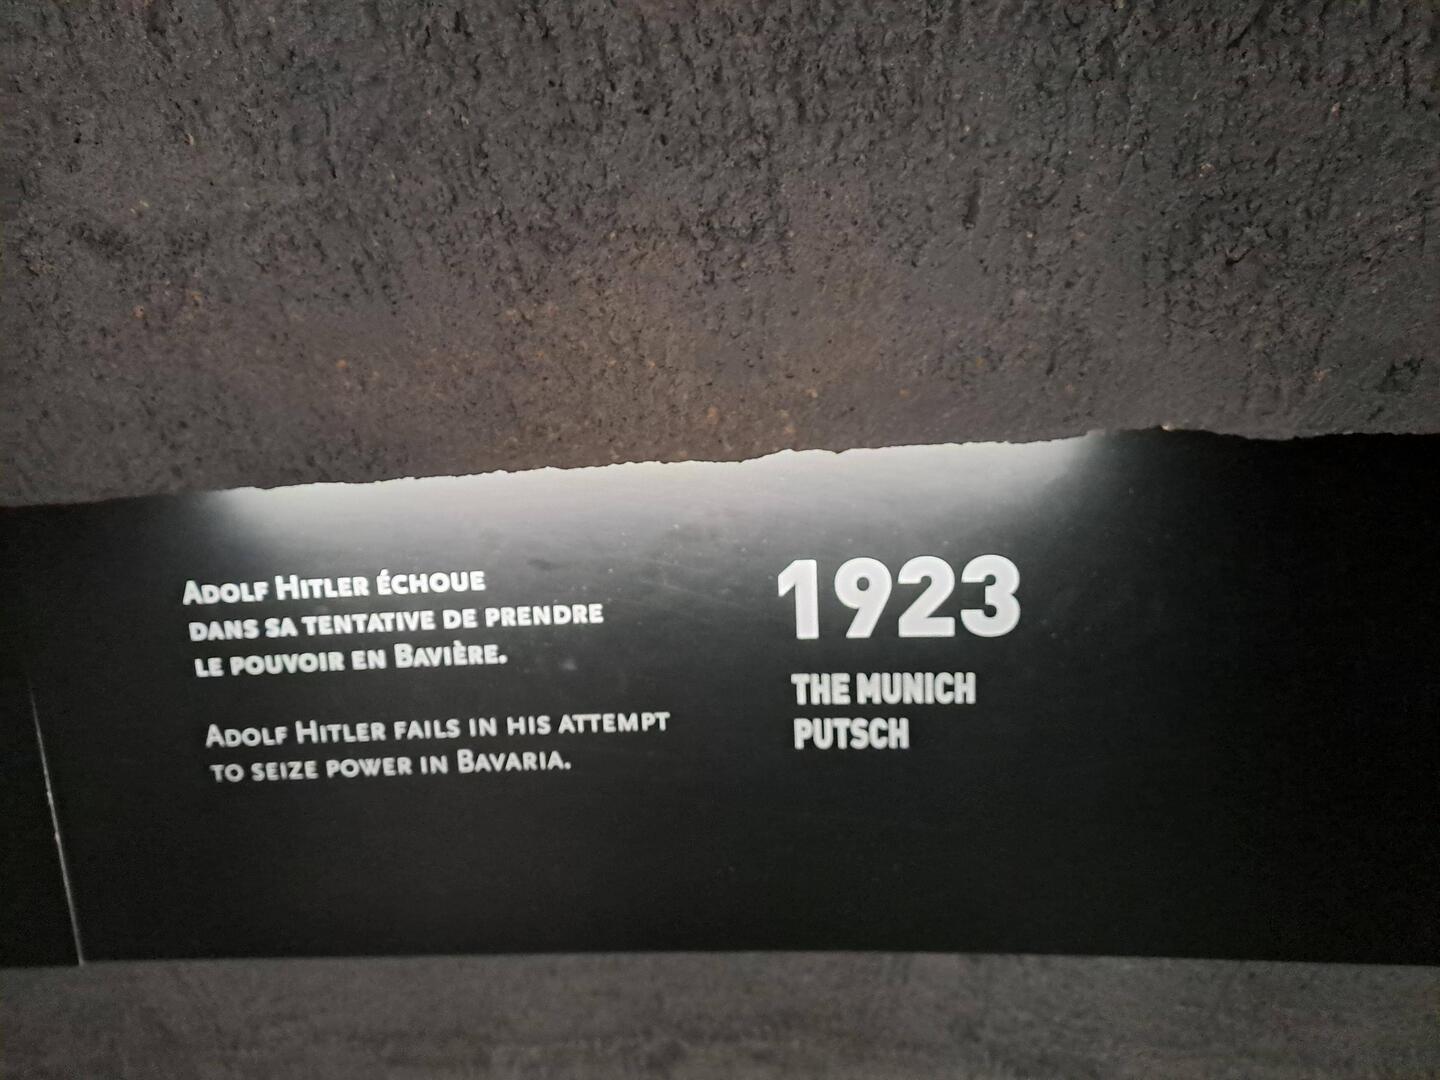 Adolf Hitler échoue
dans sa tentative de prendre
le pouvoir en Bavière.
Adolf Hitler fails in his attempt
to seize power in Bavaria.
1923
THE MUNICH
PUTSCH